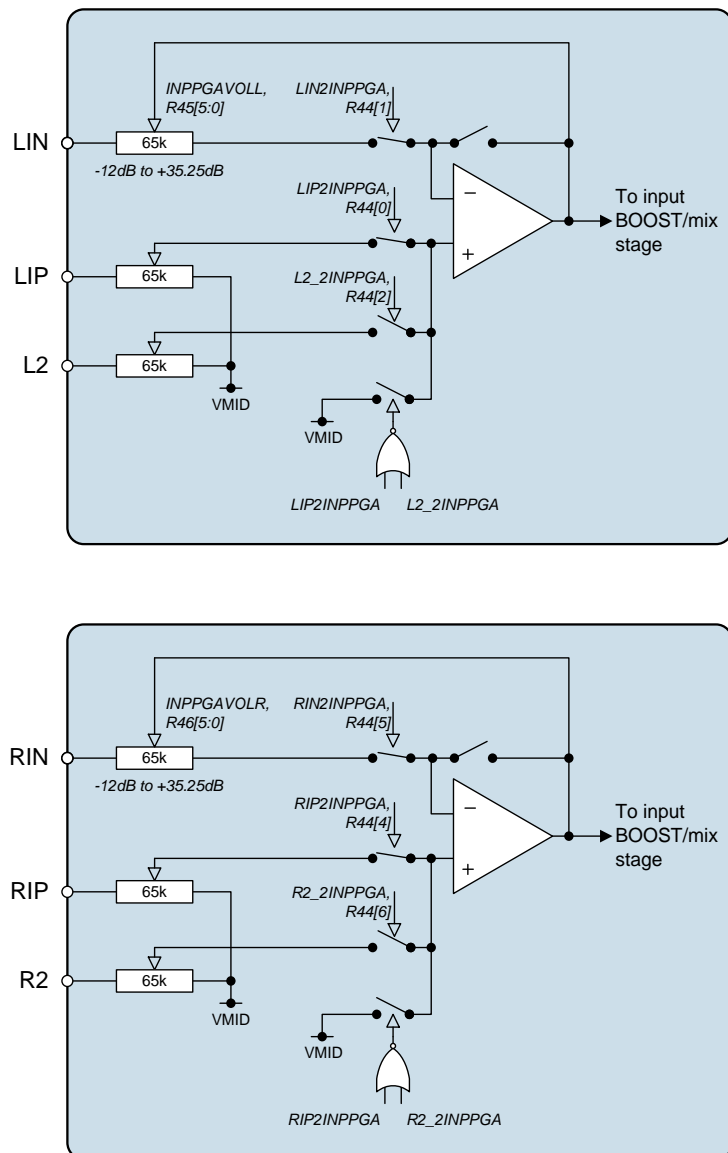 INPPGAVOLL,
R45[5:0]
LIN2INPPGA,
R44[1]
LIN
65k
-12dB to +35.25dB
LIP2INPPGA,
R44[0]
−
+
To input
BOOST/mix
stage
LIP
65k
L2_2INPPGA,
R44[2]
L2
65k
VMID
VMID
LIP2INPPGA
L2_2INPPGA
INPPGAVOLR,
R46[5:0]
RIN2INPPGA,
R44[5]
RIN
65k
-12dB to +35.25dB
RIP2INPPGA,
R44[4]
−
+
To input
BOOST/mix
stage
RIP
65k
R2_2INPPGA,
R44[6]
R2
65k
VMID
VMID
RIP2INPPGA
R2_2INPPGA